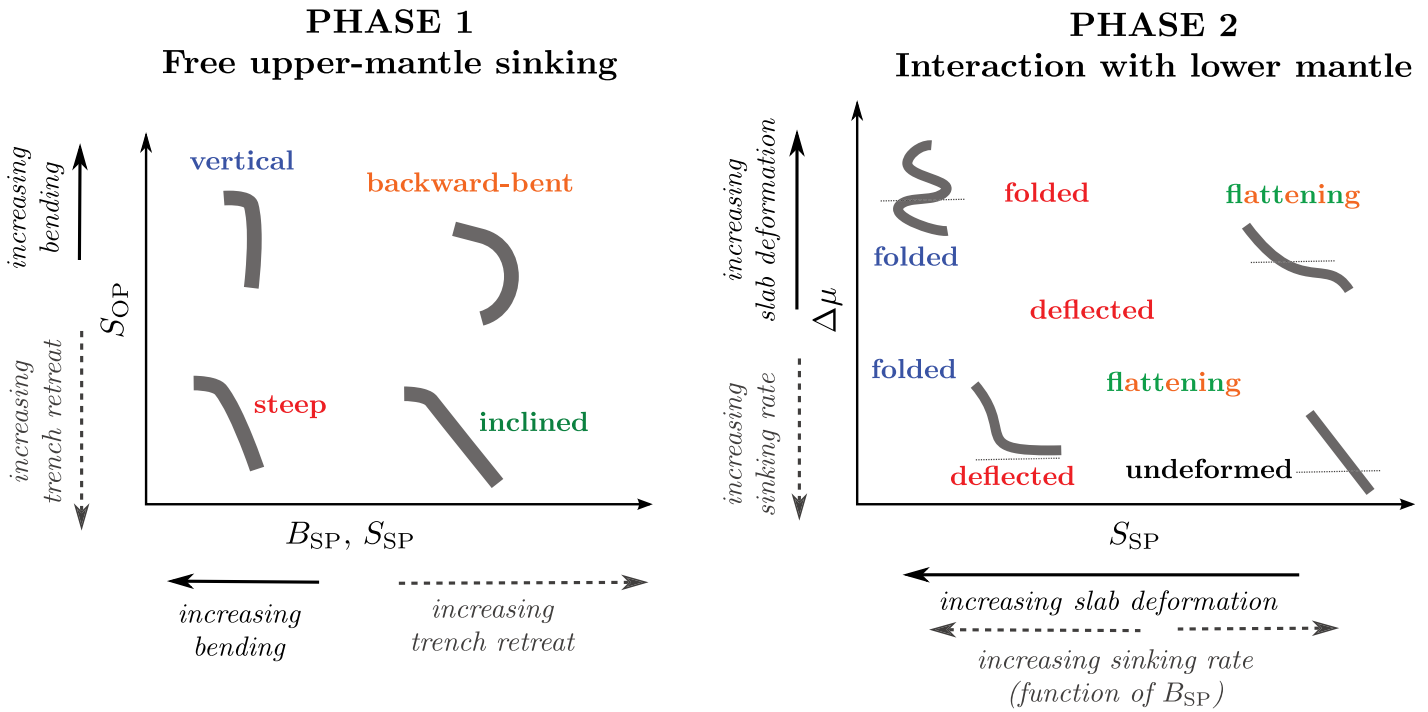 PHASE 1
Free upper-mantle sinking
increasing
bending
increasing
trench retreat
S_OP
vertical
backward-bent
steep
inclined
B_SP, S_SP
increasing
bending
increasing
trench retreat
PHASE 2
Interaction with lower mantle
increasing
slab deformation
increasing
sinking rate
Δμ
folded
flattening
folded
deflected
folded
flattening
deflected
undeformed
S_SP
increasing slab deformation
increasing sinking rate
(function of B_SP)